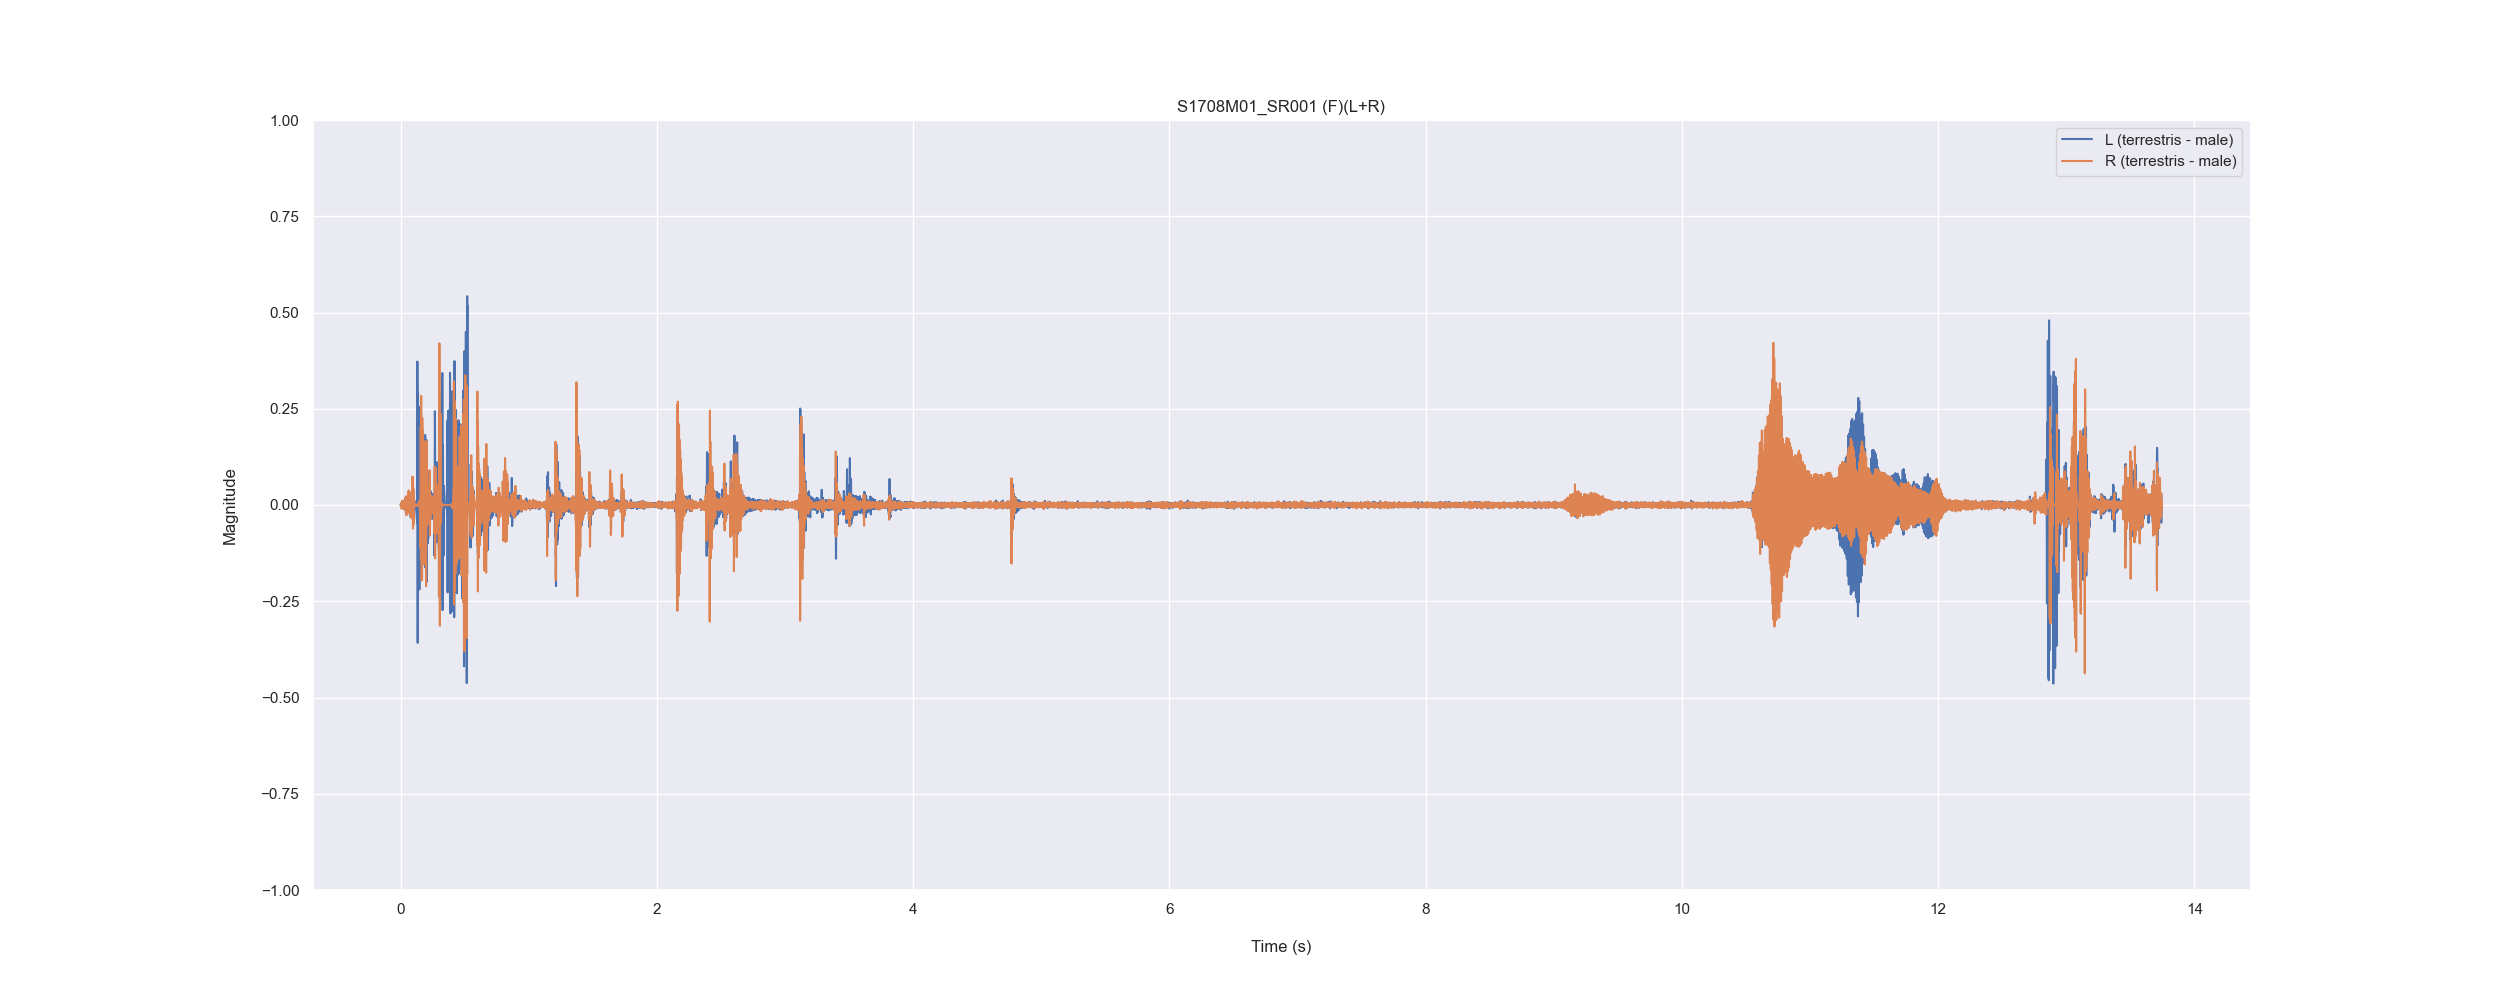 S1708M01_SR001 (F)(L+R)
1.00
0.75
0.50
0.25
0.00
−0.25
−0.50
−0.75
−1.00
Magnitude
L (terrestris - male)
R (terrestris - male)
0 2 4 6 8 10 12 14
Time (s)